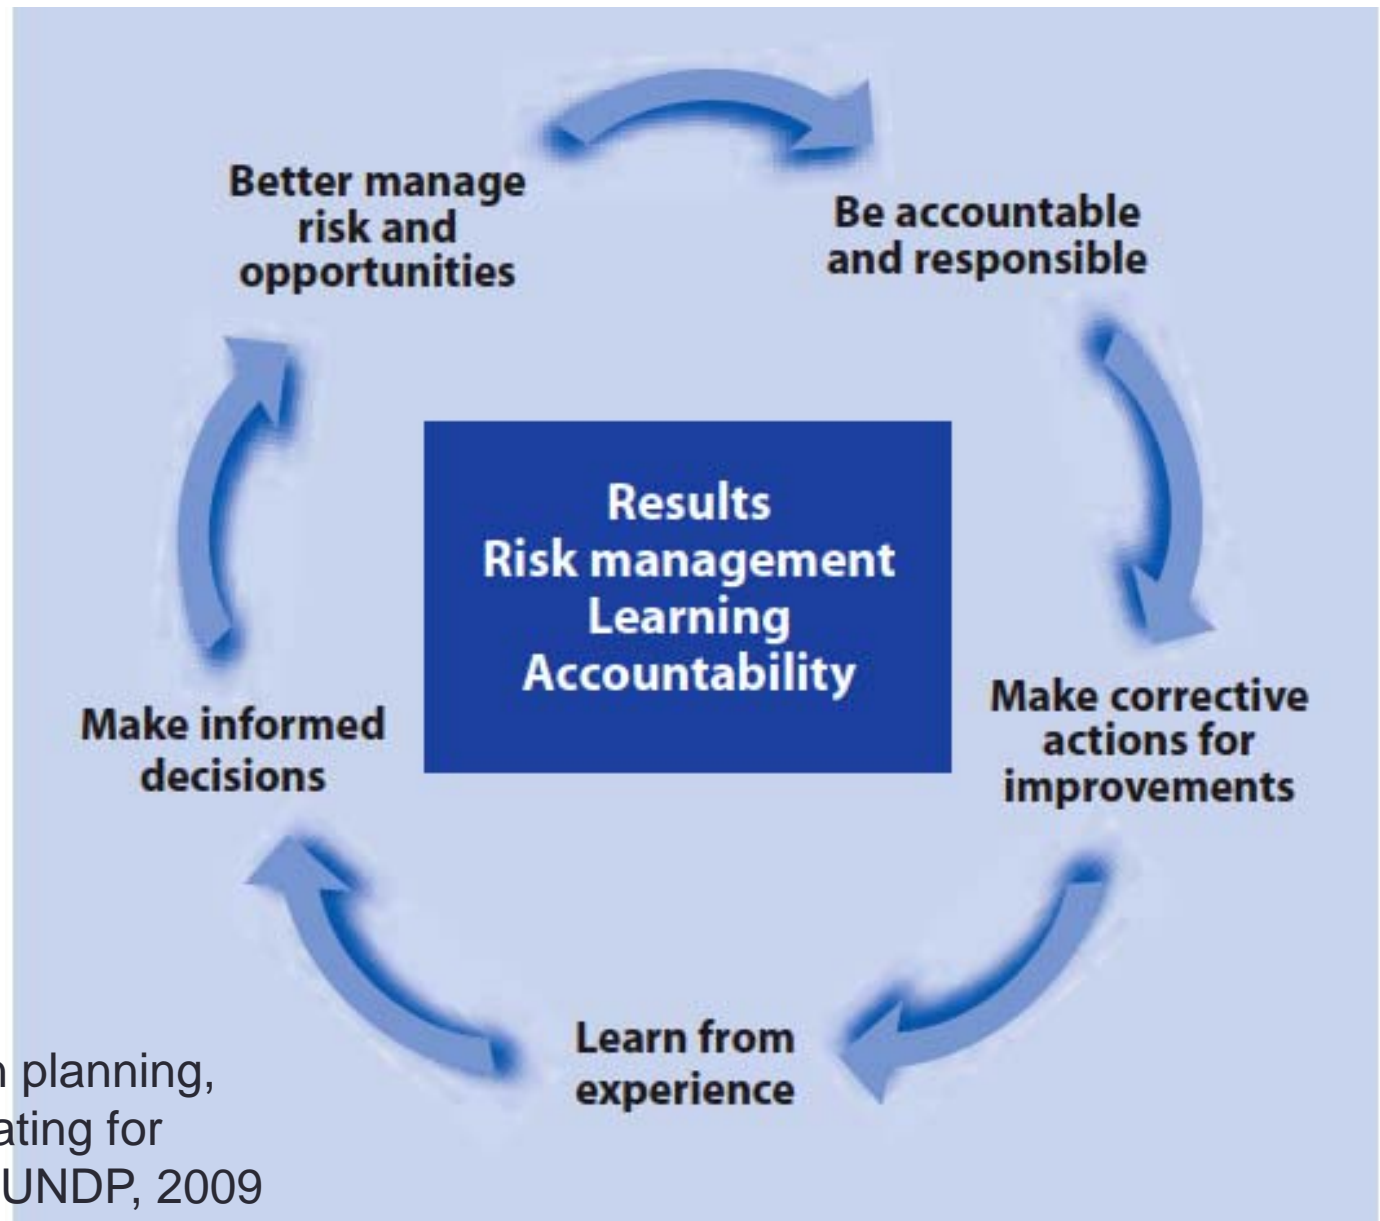 Better manage
risk and
opportunities
Be accountable
and responsible
Results
Risk management
Learning
Accountability
Make corrective
actions for
improvements
Make informed
decisions
Learn from
experience
planning,
for
UNDP, 2009